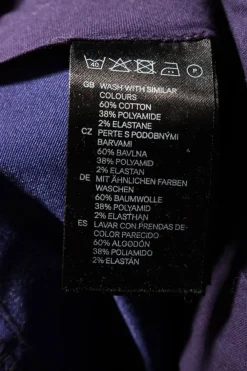 40 P
GB WASH WITH SIMILAR
COLOURS
60% COTTON
38% POLYAMIDE
2% ELASTANE
CZ PERTE S PODOBNÝMI
BARVAMI
60% BAVLNA
38% POLYAMID
2% ELASTAN
DE MIT ÄHNLICHEN FARBEN
WASCHEN
60% BAUMWOLLE
38% POLYAMID
2% ELASTHAN
ES LAVAR CON PRENDAS DE-
COLOR PARECIDO
60% ALGODÓN
38% POLIAMIDO
2% ELASTÁN